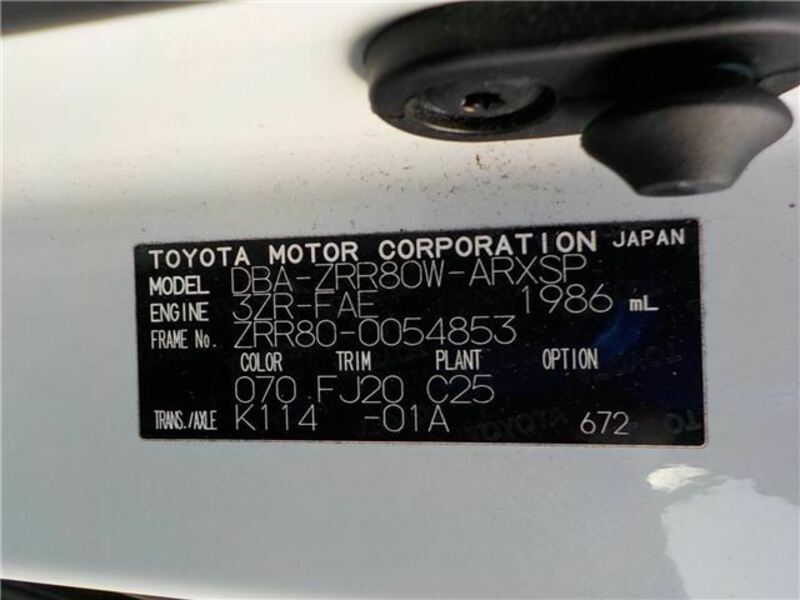 TOYOTA MOTOR CORPORATION JAPAN
MODEL DBA-ZRR80W-ARXSP
ENGINE 3ZR-FAE 1986 mL
FRAME No. ZRR80-0054853
COLOR TRIM PLANT OPTION
070 FJ20 C25
TRANS./AXLE K114 -01A 672